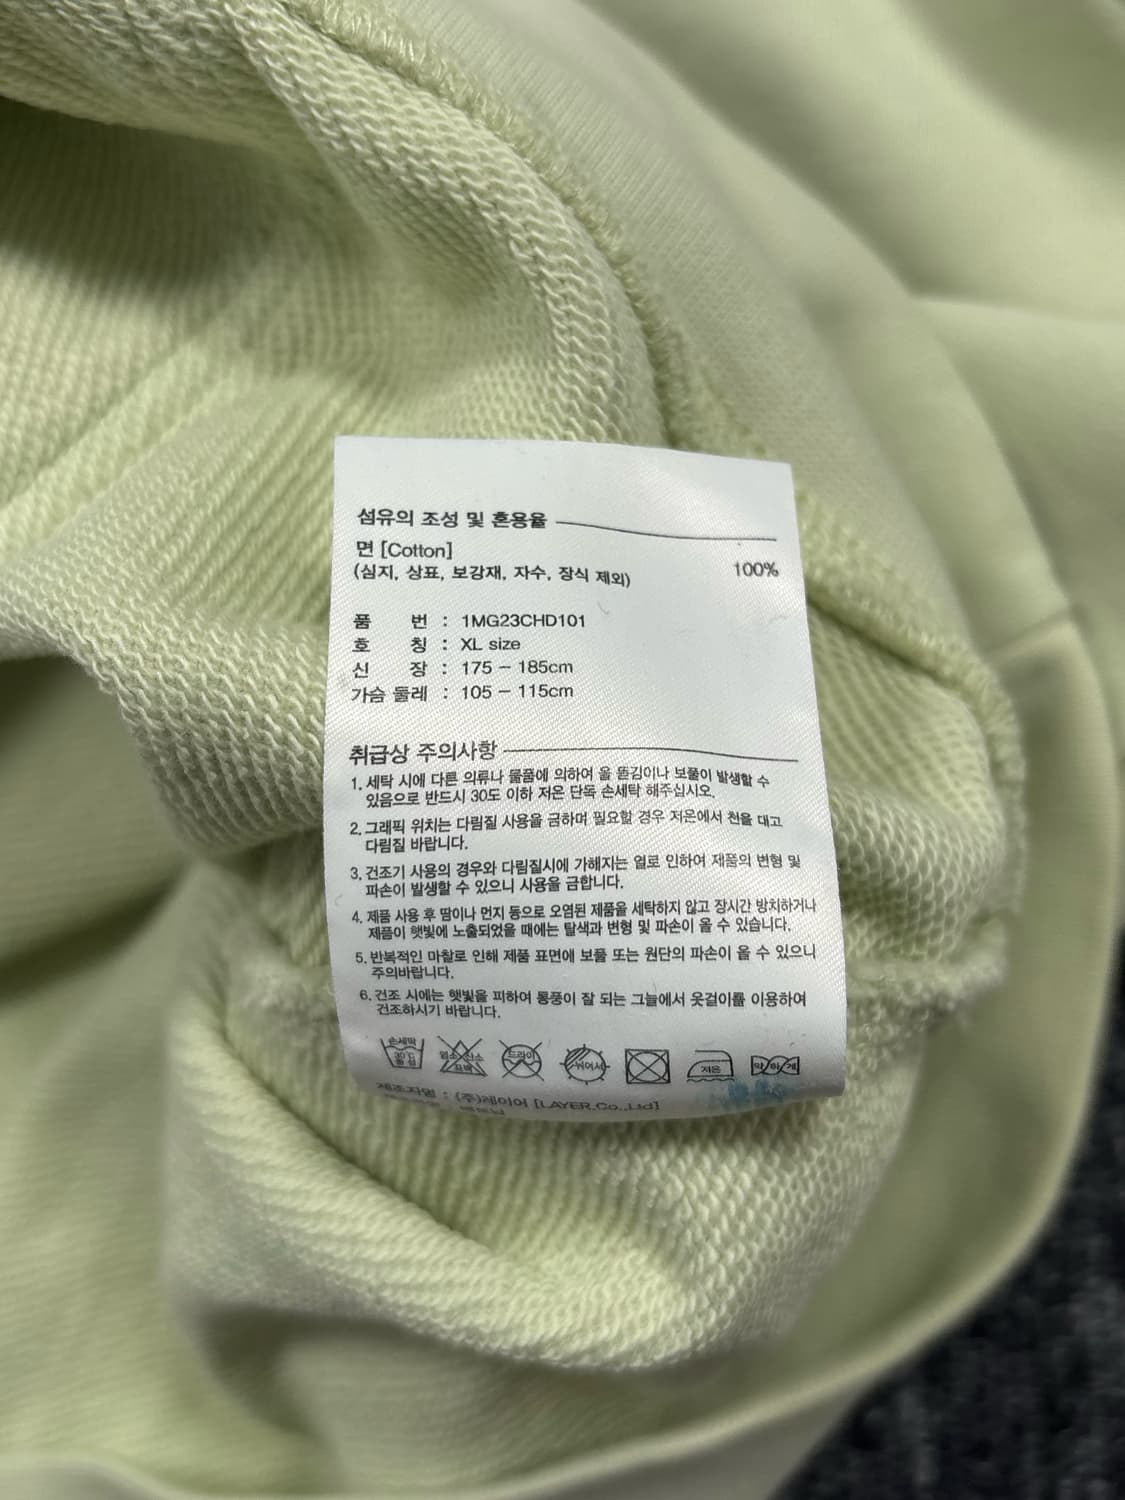 섬유의 조성 및 혼용율
면 [Cotton] 100%
(심지, 상표, 보강재, 자수, 장식 제외)
품 번 : 1MG23CHD101
호 칭 : XL size
신 장 : 175 - 185cm
가슴 둘레 : 105 - 115cm
취급상 주의사항
1. 세탁 시에 다른 의류나 물품에 의하여 올 뜯김이나 보풀이 발생할 수
있음으로 반드시 30도 이하 저온 단독 손세탁 해주십시오.
2. 그래픽 위치는 다림질 사용을 금하며 필요할 경우 저온에서 천을 대고
다림질 바랍니다.
3. 건조기 사용의 경우와 다림질시에 가해지는 열로 인하여 제품의 변형 및
파손이 발생할 수 있으니 사용을 금합니다.
4. 제품 사용 후 땀이나 먼지 등으로 오염된 제품을 세탁하지 않고 장시간 방치하거나
제품이 햇빛에 노출되었을 때에는 탈색과 변형 및 파손이 올 수 있습니다.
5. 반복적인 마찰로 인해 제품 표면에 보풀 또는 원단의 파손이 올 수 있으니
주의바랍니다.
6. 건조 시에는 햇빛을 피하여 통풍이 잘 되는 그늘에서 옷걸이를 이용하여
건조하시기 바랍니다.
손세탁 30℃ 중성 염소 산소 표백 드라이 뉘어서 저온 약하게
제조자명 : (주)레이어 [LAYER.Co.,Ltd]